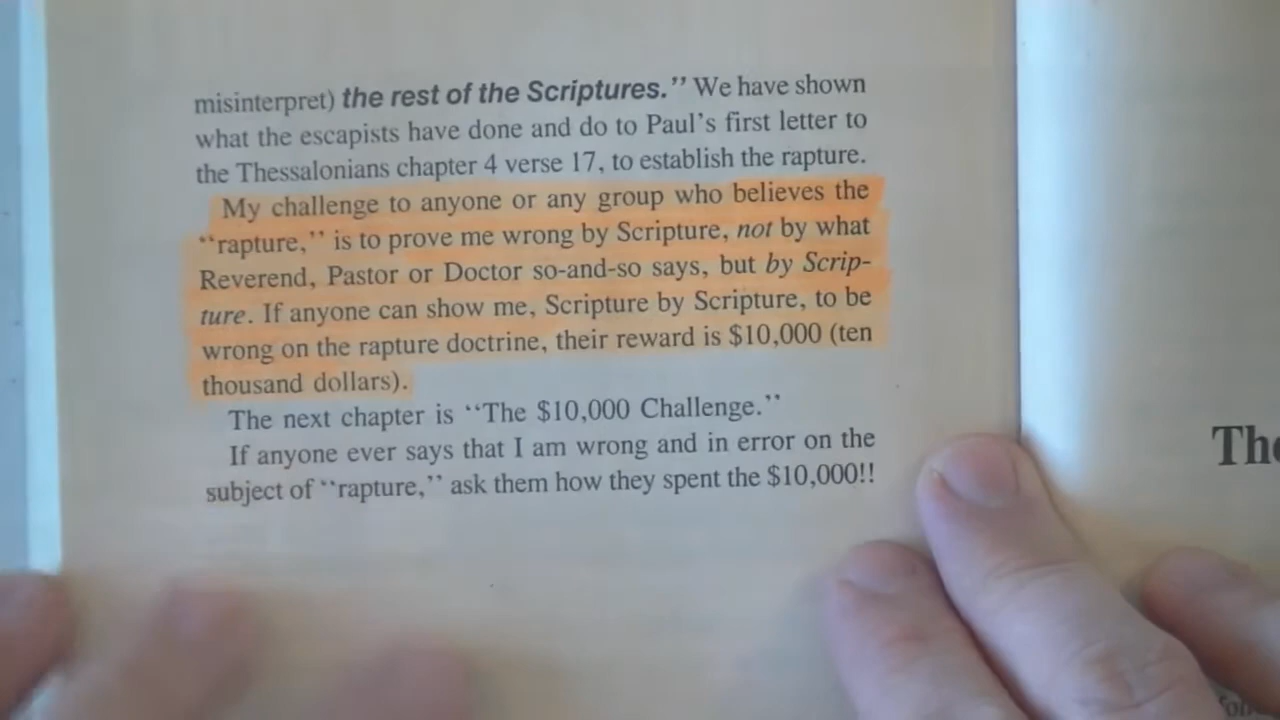 misinterpret) the rest of the Scriptures.'' We have shown
what the escapists have done and do to Paul's first letter to
the Thessalonians chapter 4 verse 17, to establish the rapture.
My challenge to anyone or any group who believes the
''rapture,'' is to prove me wrong by Scripture, not by what
Reverend, Pastor or Doctor so-and-so says, but by Scrip-
ture. If anyone can show me, Scripture by Scripture, to be
wrong on the rapture doctrine, their reward is $10,000 (ten
thousand dollars).
The next chapter is ''The $10,000 Challenge.''
If anyone ever says that I am wrong and in error on the
subject of ''rapture,'' ask them how they spent the $10,000!!